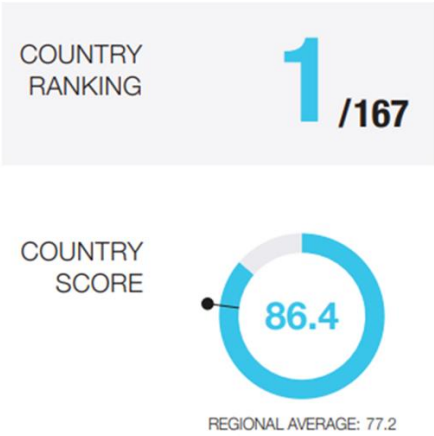 COUNTRY
RANKING
1/167
COUNTRY
SCORE
86.4
REGIONAL AVERAGE: 77.2